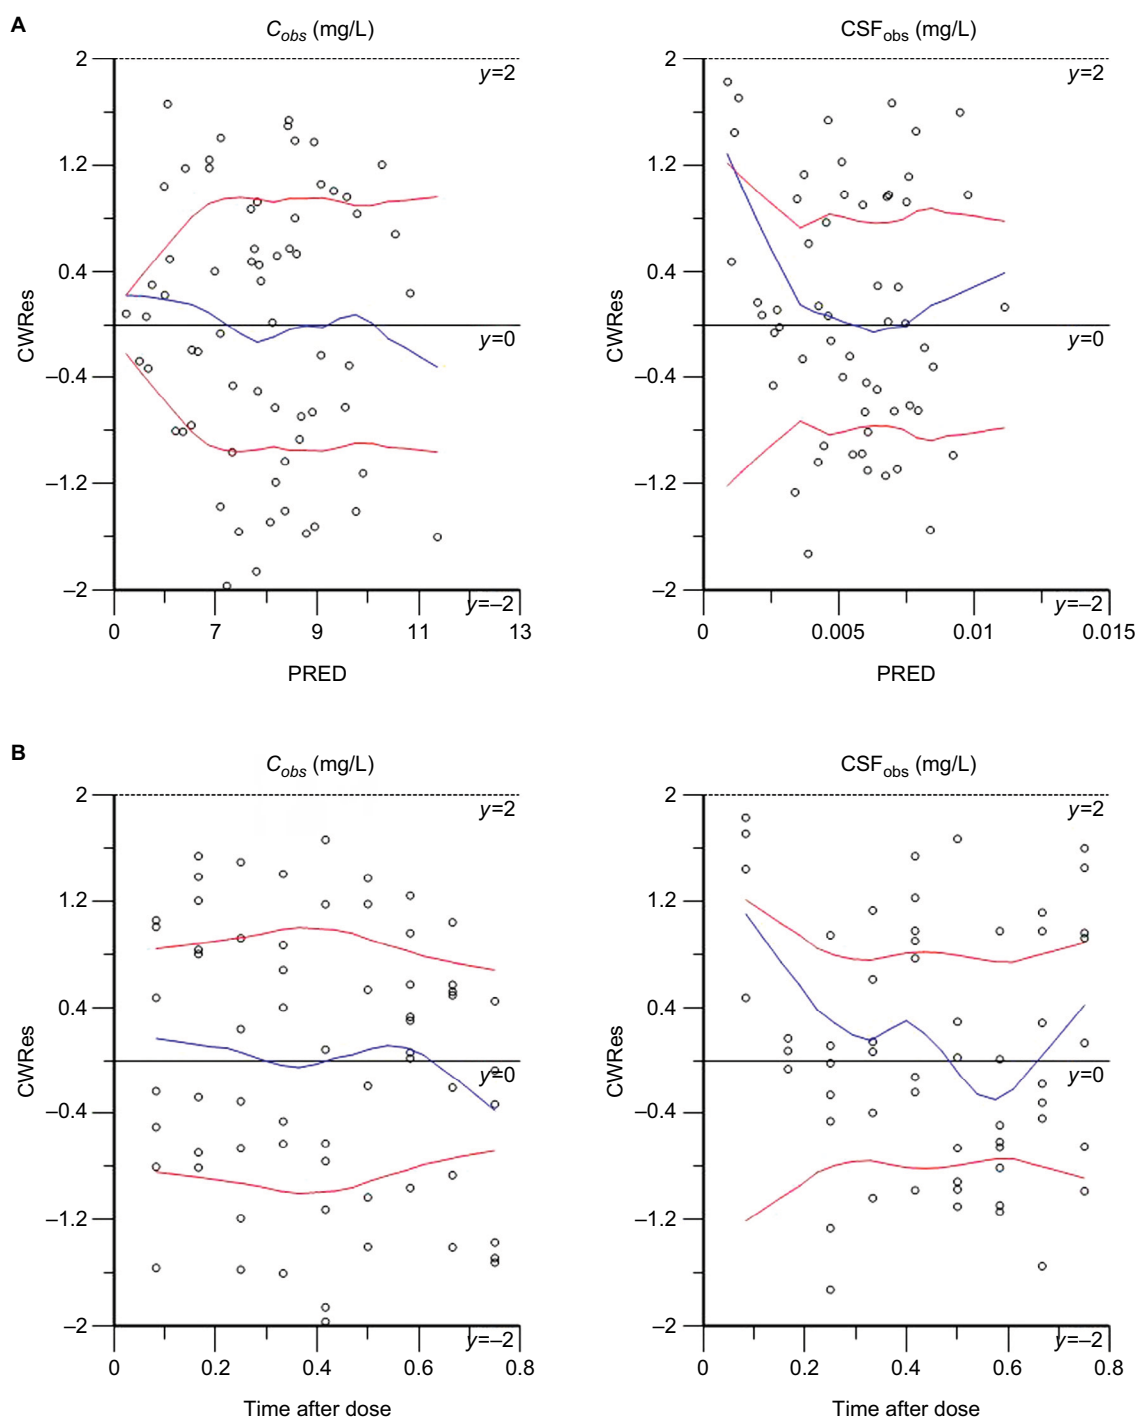 A
C_obs (mg/L)
CSF_obs (mg/L)
2
1.2
0.4
–0.4
–1.2
–2
CWRes
y=2
y=0
y=–2
0
7
9
11
13
PRED
2
1.2
0.4
–0.4
–1.2
–2
CWRes
y=2
y=0
y=–2
0
0.005
0.01
0.015
PRED
B
C_obs (mg/L)
CSF_obs (mg/L)
2
1.2
0.4
–0.4
–1.2
–2
CWRes
y=2
y=0
y=–2
0
0.2
0.4
0.6
0.8
Time after dose
2
1.2
0.4
–0.4
–1.2
–2
CWRes
y=2
y=0
y=–2
0
0.2
0.4
0.6
0.8
Time after dose